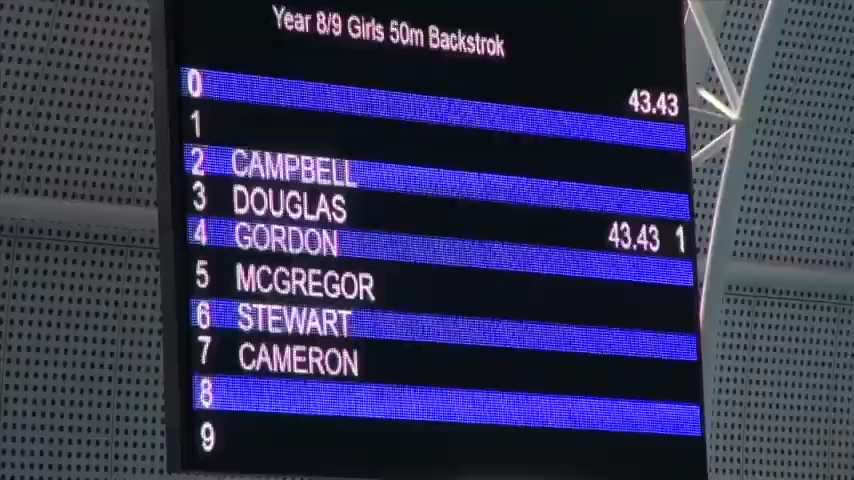 Year 8/9 Girls 50m Backstrok
43.43
0
1
2 CAMPBELL
3 DOUGLAS 43.43 1
4 GORDON
5 MCGREGOR
6 STEWART
7 CAMERON
8
9